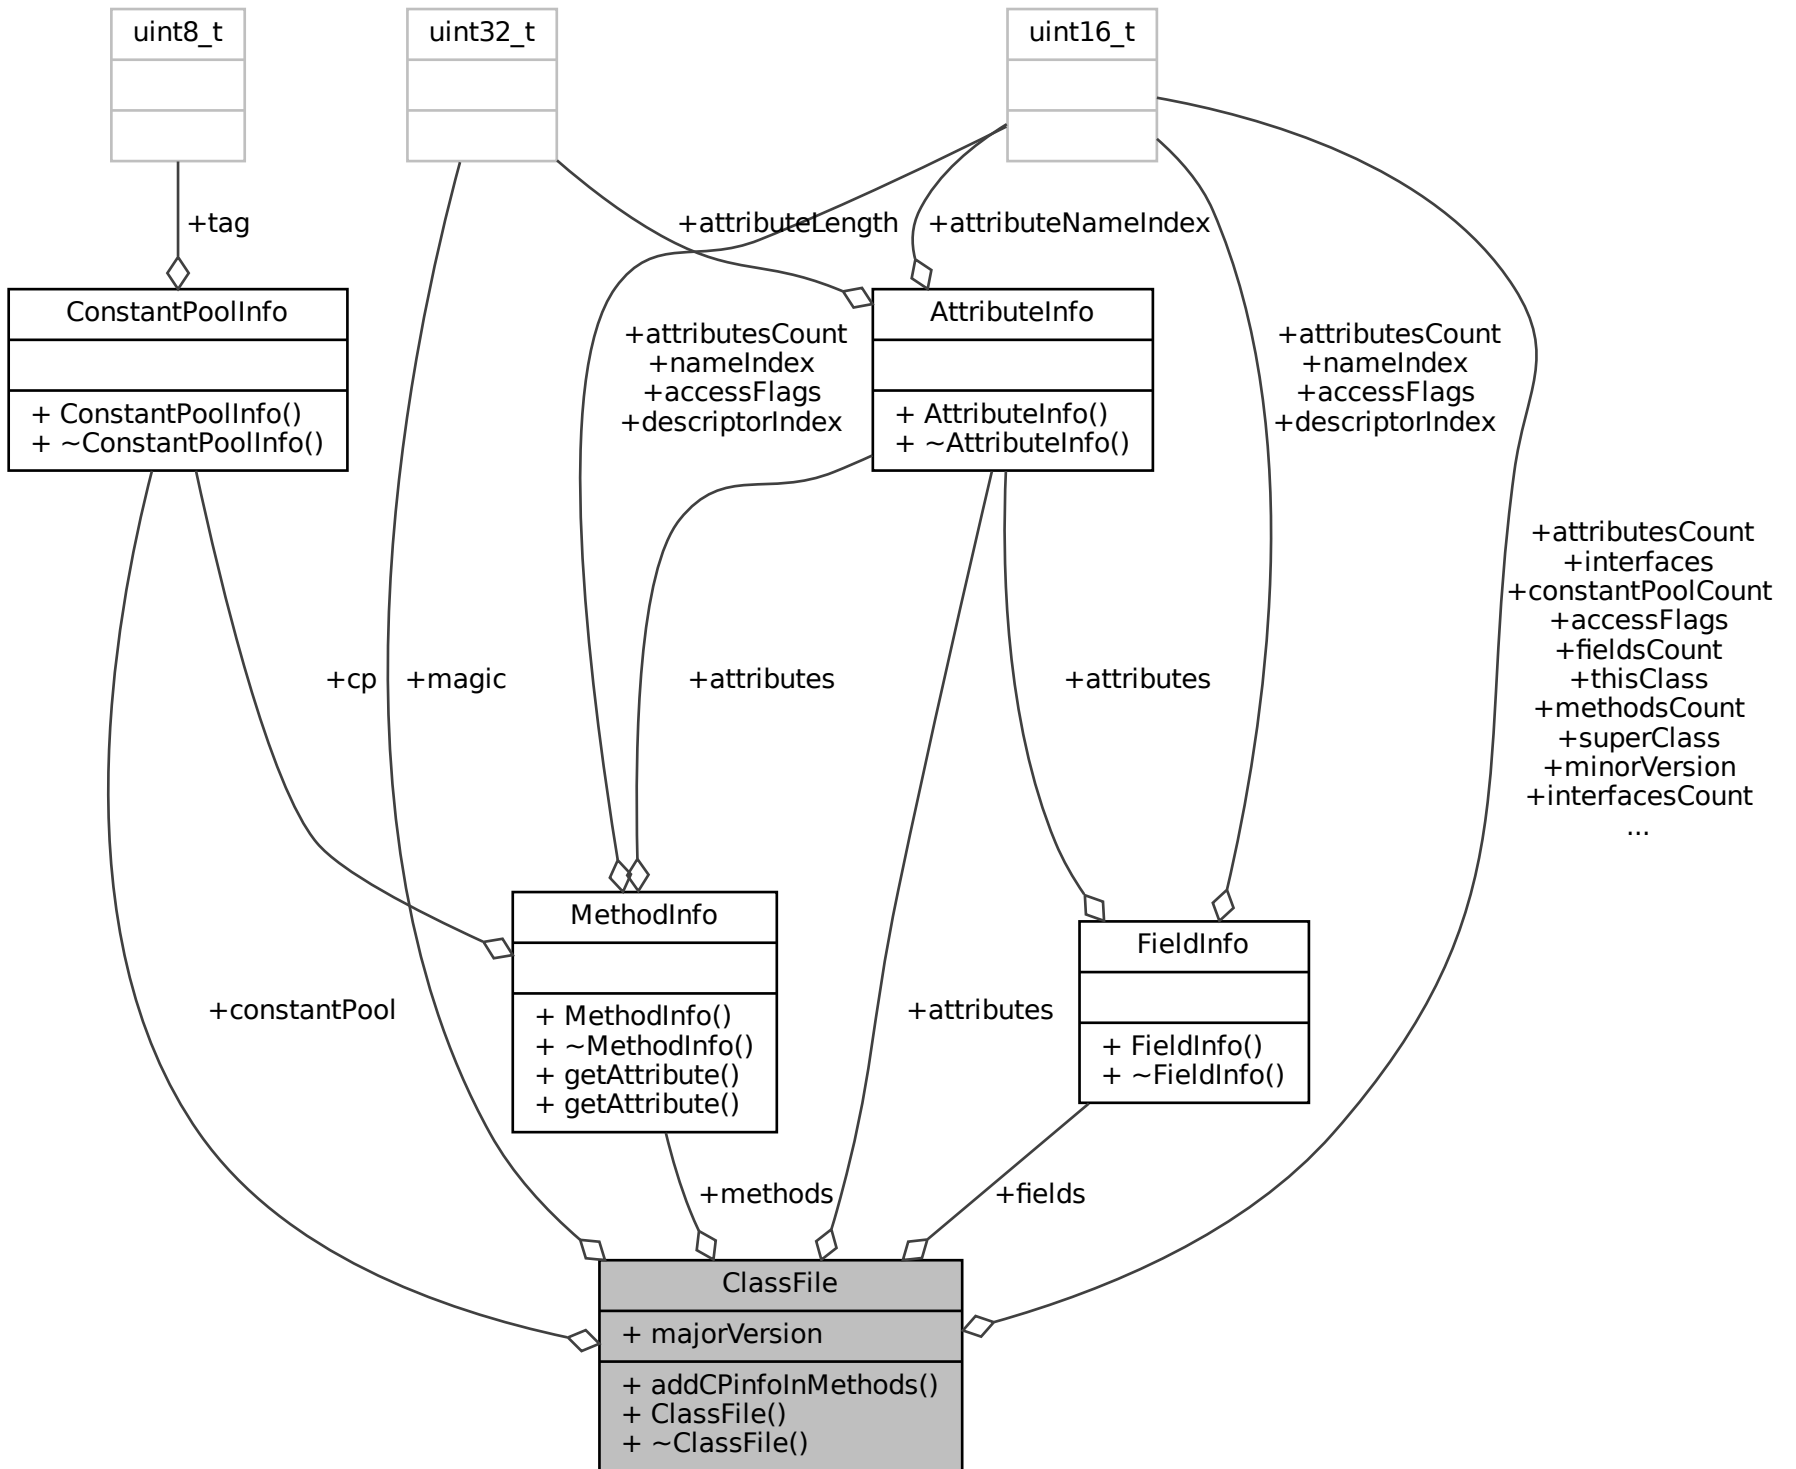 uint8_t
uint32_t
uint16_t
+tag
+attributeLength
+attributeNameIndex
ConstantPoolInfo
+ ConstantPoolInfo()
+ ~ConstantPoolInfo()
+attributesCount
+nameIndex
+accessFlags
+descriptorIndex
AttributeInfo
+ AttributeInfo()
+ ~AttributeInfo()
+attributesCount
+nameIndex
+accessFlags
+descriptorIndex
+attributesCount
+interfaces
+constantPoolCount
+accessFlags
+fieldsCount
+thisClass
+methodsCount
+superClass
+minorVersion
+interfacesCount
...
+cp
+magic
+attributes
+attributes
MethodInfo
+ MethodInfo()
+ ~MethodInfo()
+ getAttribute()
+ getAttribute()
FieldInfo
+ FieldInfo()
+ ~FieldInfo()
+constantPool
+attributes
+methods
+fields
ClassFile
+ majorVersion
+ addCPinfoInMethods()
+ ClassFile()
+ ~ClassFile()